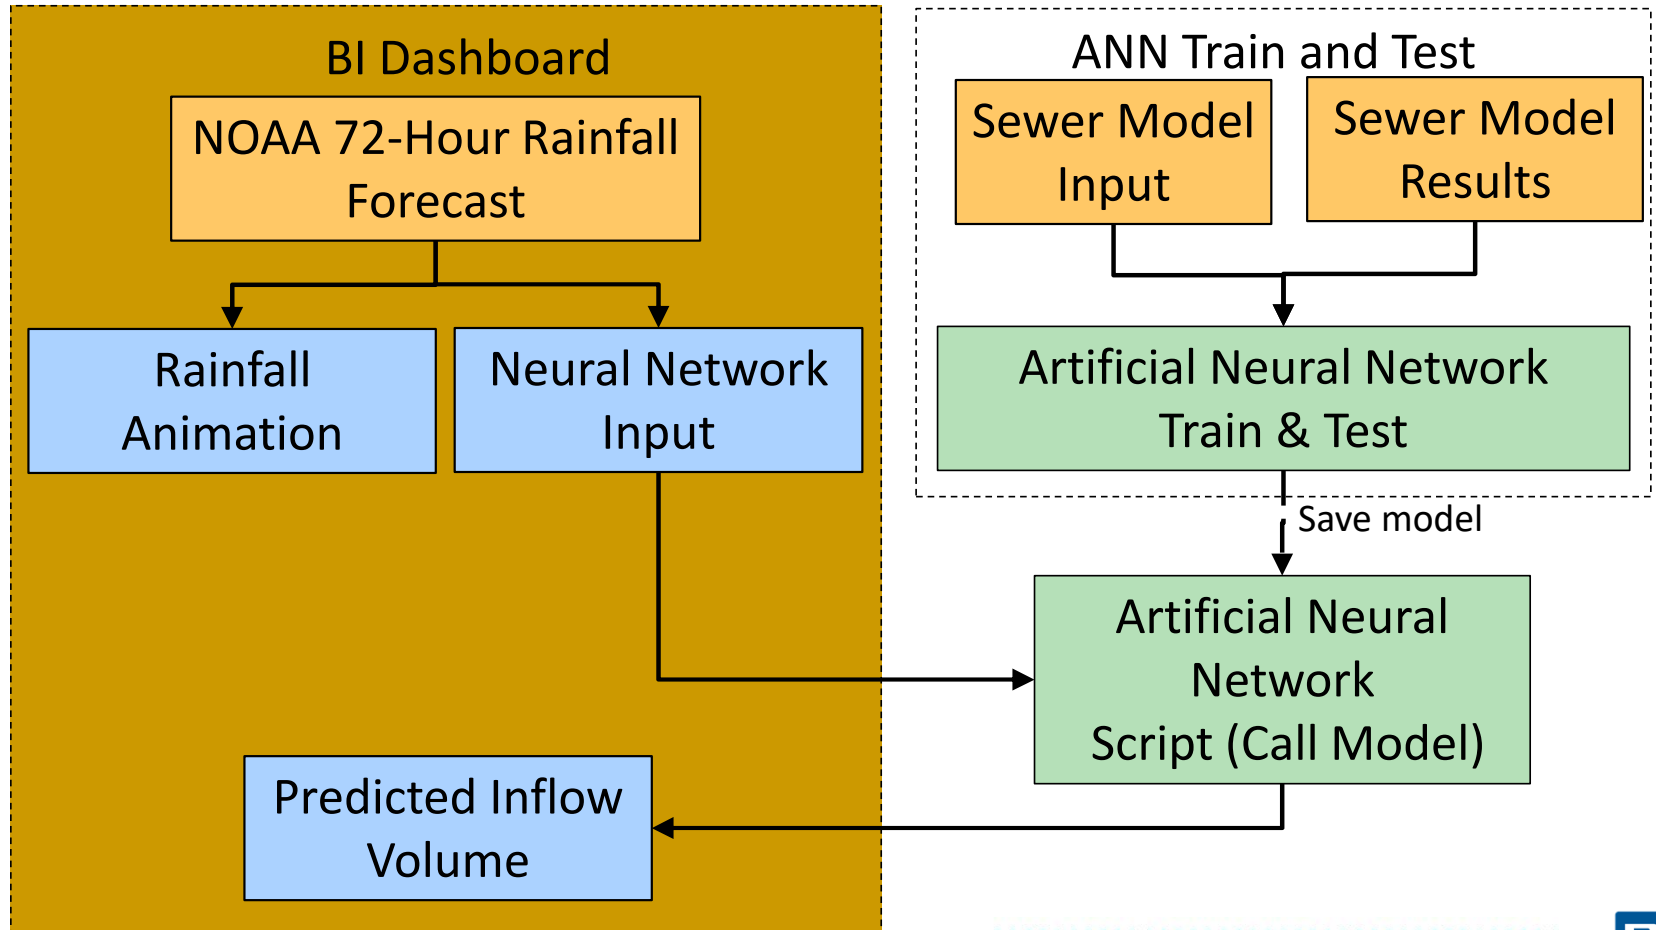 BI Dashboard
NOAA 72-Hour Rainfall
Forecast
Rainfall
Animation
Neural Network
Input
Predicted Inflow
Volume
ANN Train and Test
Sewer Model
Input
Sewer Model
Results
Artificial Neural Network
Train & Test
Save model
Artificial Neural
Network
Script (Call Model)